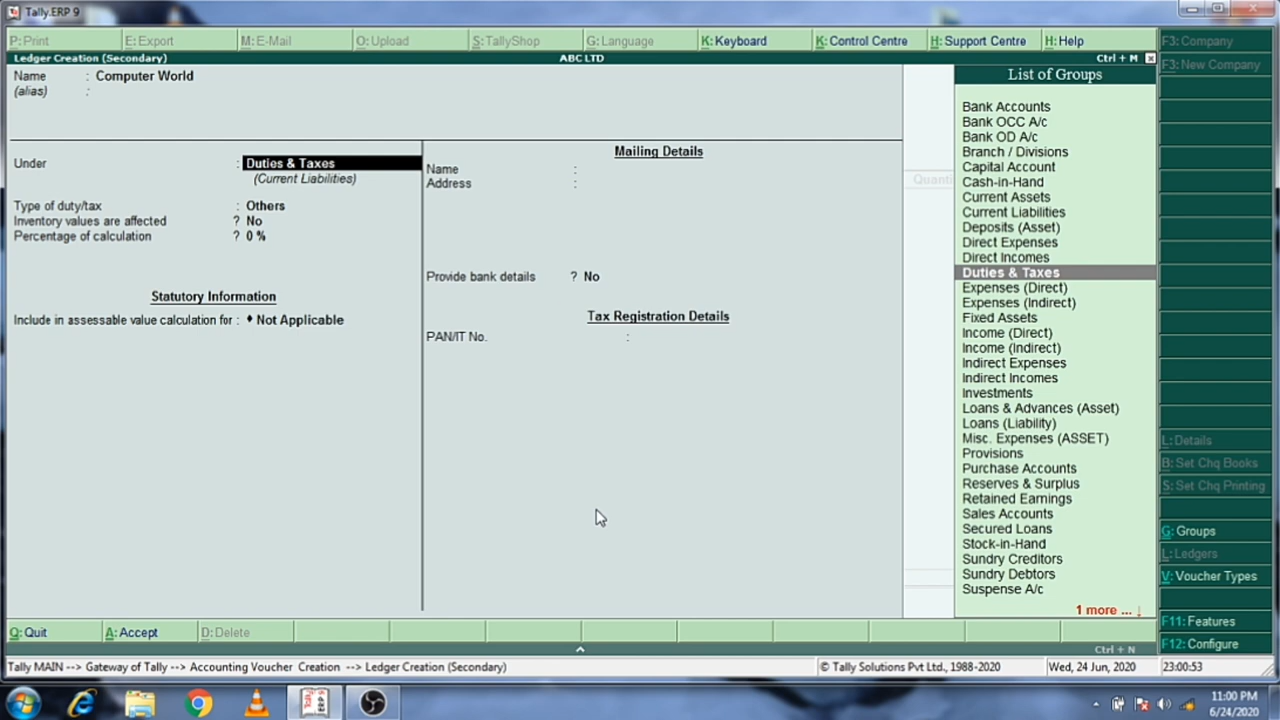 Tally.ERP 9
P: Print E: Export M: E-Mail O: Upload S: TallyShop G: Language K: Keyboard K: Control Centre H: Support Centre H: Help
Ledger Creation (Secondary) ABC LTD Ctrl + M
Name : Computer World
(alias) :
Under : Duties & Taxes
(Current Liabilities)
Type of duty/tax : Others
Inventory values are affected ? No
Percentage of calculation ? 0 %
Statutory Information
Include in assessable value calculation for : ♦ Not Applicable
Mailing Details
Name :
Address :
Provide bank details ? No
Tax Registration Details
PAN/IT No. :
Quanti
List of Groups
Bank Accounts
Bank OCC A/c
Bank OD A/c
Branch / Divisions
Capital Account
Cash-in-Hand
Current Assets
Current Liabilities
Deposits (Asset)
Direct Expenses
Direct Incomes
Duties & Taxes
Expenses (Direct)
Expenses (Indirect)
Fixed Assets
Income (Direct)
Income (Indirect)
Indirect Expenses
Indirect Incomes
Investments
Loans & Advances (Asset)
Loans (Liability)
Misc. Expenses (ASSET)
Provisions
Purchase Accounts
Reserves & Surplus
Retained Earnings
Sales Accounts
Secured Loans
Stock-in-Hand
Sundry Creditors
Sundry Debtors
Suspense A/c
1 more ... ↓
F3: Company
F3: New Company
L: Details
B: Set Chq Books
S: Set Chq Printing
G: Groups
L: Ledgers
V: Voucher Types
F11: Features
F12: Configure
Q: Quit A: Accept D: Delete
Ctrl + N
Tally MAIN --> Gateway of Tally --> Accounting Voucher Creation --> Ledger Creation (Secondary) © Tally Solutions Pvt Ltd., 1988-2020 Wed, 24 Jun, 2020 23:00:53
11:00 PM
6/24/2020